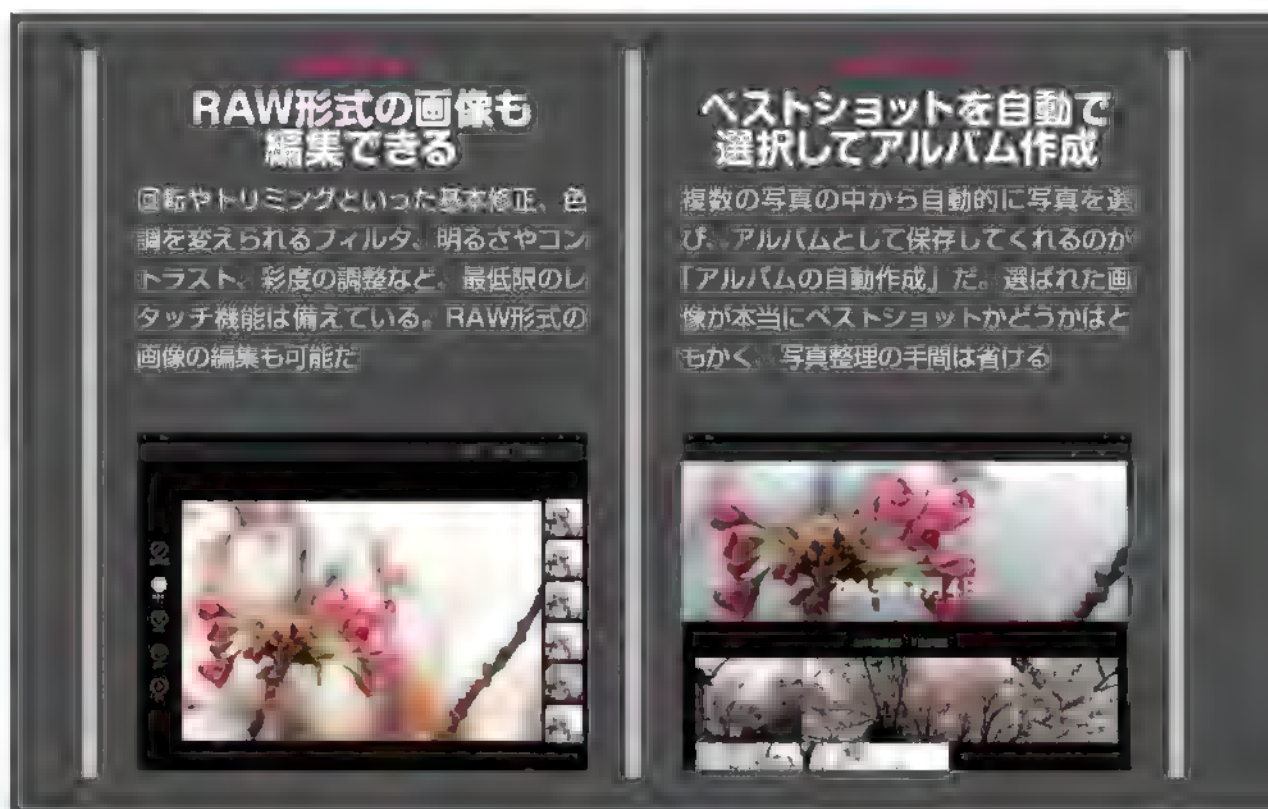 RAW形式の画像も
編集できる
回転やトリミングといった基本修正、色
調を変えられるフィルタ、明るさやコン
トラスト、彩度の調整など、最低限のレ
タッチ機能は備えている。RAW形式の
画像の編集も可能だ
ベストショットを自動で
選択してアルバム作成
複数の写真の中から自動的に写真を選
び、アルバムとして保存してくれるのが
「アルバムの自動作成」だ。選ばれた画
像が本当にベストショットかどうかはと
もかく、写真整理の手間は省ける